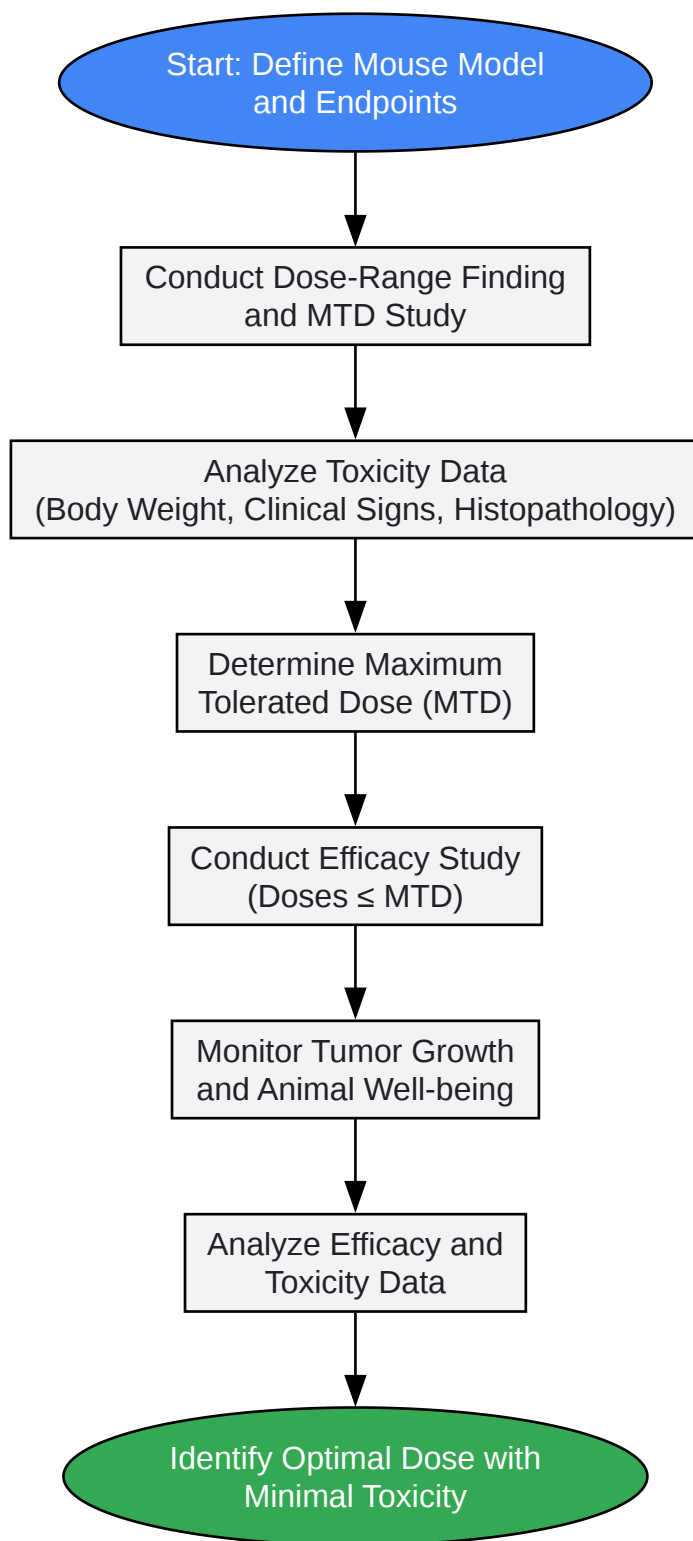 Start: Define Mouse Model
and Endpoints
Conduct Dose-Range Finding
and MTD Study
Analyze Toxicity Data
(Body Weight, Clinical Signs, Histopathology)
Determine Maximum
Tolerated Dose (MTD)
Conduct Efficacy Study
(Doses ≤ MTD)
Monitor Tumor Growth
and Animal Well-being
Analyze Efficacy and
Toxicity Data
Identify Optimal Dose with
Minimal Toxicity